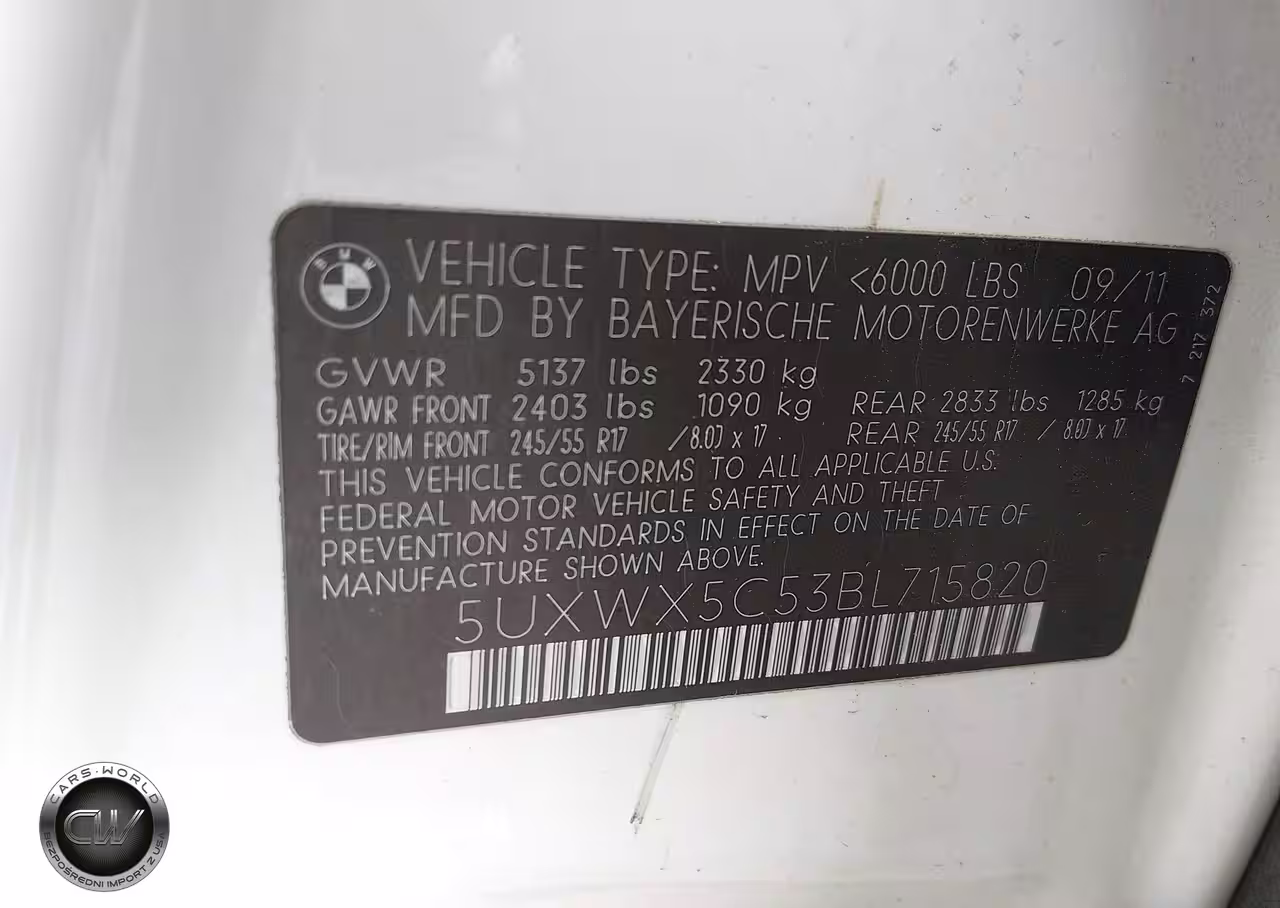 BMW
VEHICLE TYPE: MPV <6000 LBS 09/11
MFD BY BAYERISCHE MOTORENWERKE AG
7 217 372
GVWR 5137 lbs 2330 kg
GAWR FRONT 2403 lbs 1090 kg REAR 2833 lbs 1285 kg
TIRE/RIM FRONT 245/55 R17 /8.0J x 17 REAR 245/55 R17 / 8.0J x 17
THIS VEHICLE CONFORMS TO ALL APPLICABLE U.S.
FEDERAL MOTOR VEHICLE SAFETY AND THEFT
PREVENTION STANDARDS IN EFFECT ON THE DATE OF
MANUFACTURE SHOWN ABOVE.
5UXWX5C53BL715820
CARS·WORLD
CW
BEZPOŚREDNI IMPORT Z USA